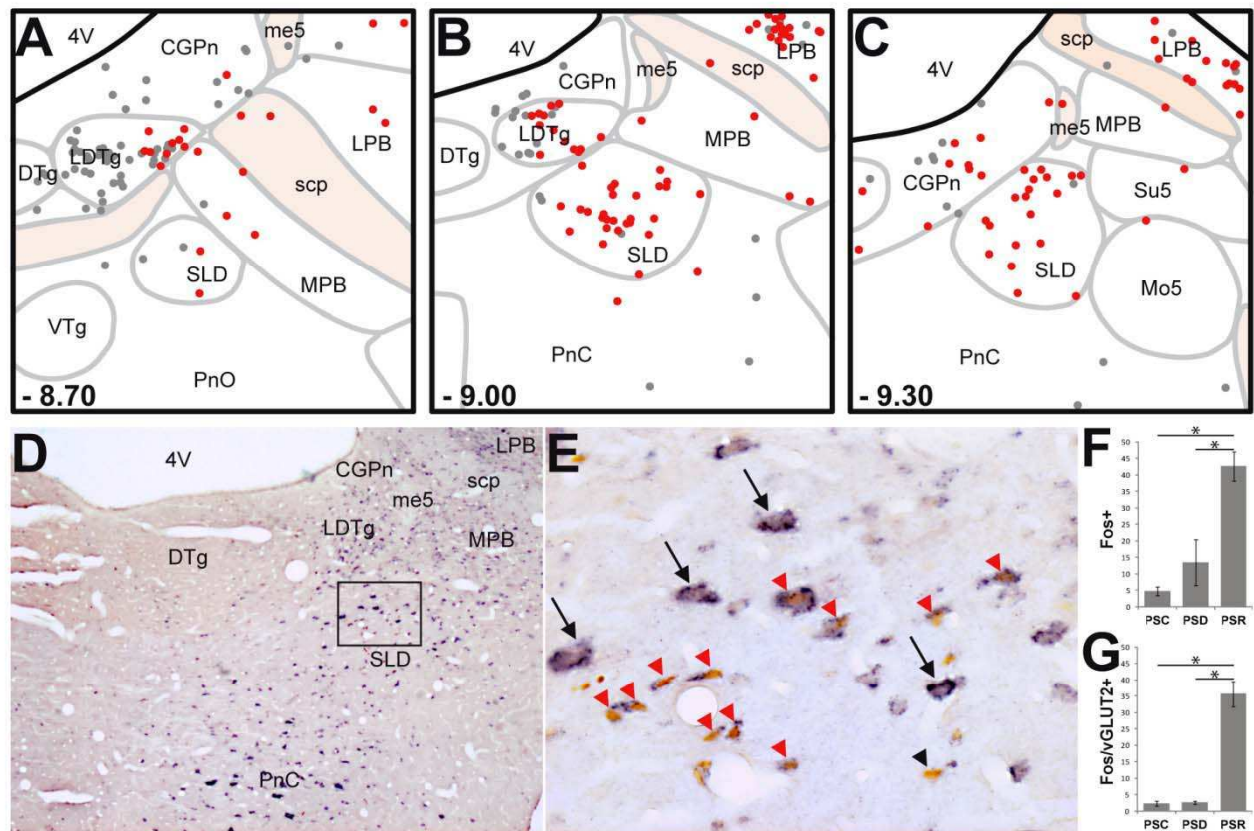 A
4V
CGPn
me5
LPB
DTg
LDTg
scp
SLD
MPB
VTg
PnO
- 8.70
B
4V
CGPn
me5
scp
LPB
LDTg
DTg
MPB
SLD
PnC
- 9.00
C
scp
LPB
4V
me5
MPB
CGPn
Su5
SLD
Mo5
PnC
- 9.30
D
4V
LPB
CGPn
scp
me5
LDTg
MPB
DTg
SLD
PnC
E
F
Fos+
50
45
40
35
30
25
20
15
10
5
0
*
*
PSC PSD PSR
G
Fos/vGLUT2+
50
45
40
35
30
25
20
15
10
5
0
*
*
PSC PSD PSR